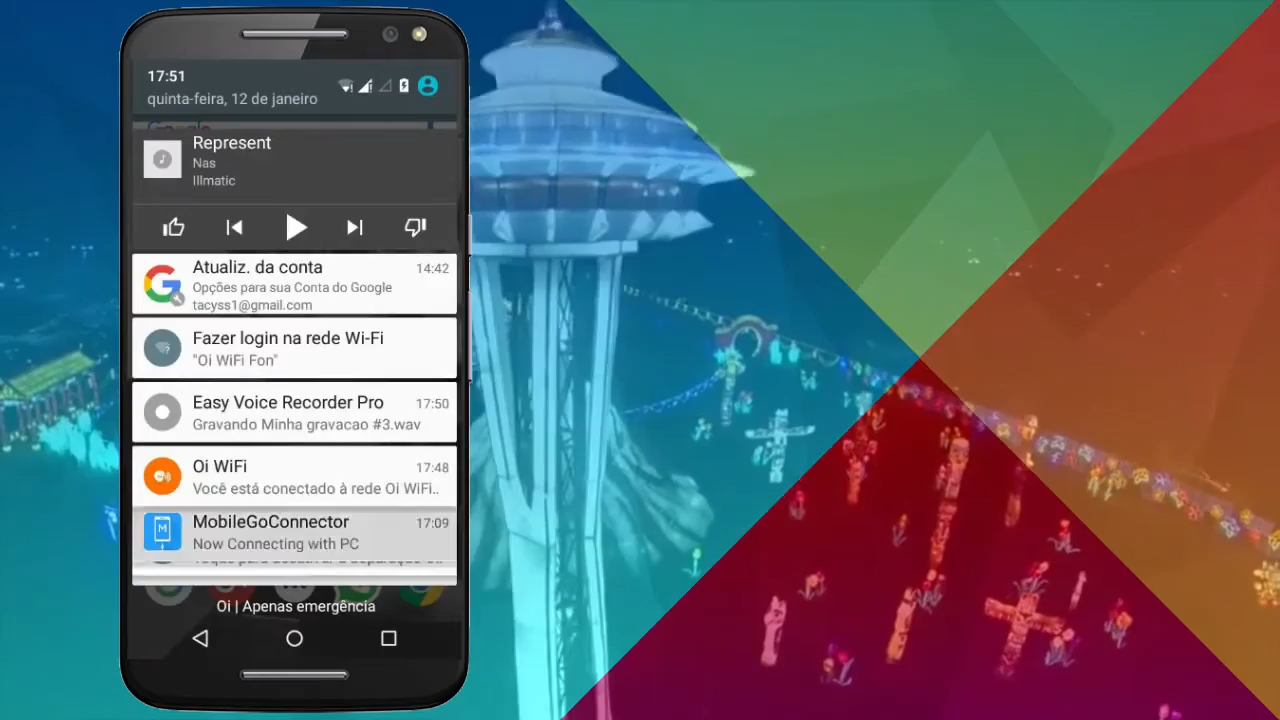 17:51
quinta-feira, 12 de janeiro
Google
Represent
Nas
Illmatic
Atualiz. da conta 14:42
Opções para sua Conta do Google
tacyss1@gmail.com
Fazer login na rede Wi-Fi
"Oi WiFi Fon"
Easy Voice Recorder Pro 17:50
Gravando Minha gravacao #3.wav
Oi WiFi 17:48
Você está conectado à rede Oi WiFi..
MobileGoConnector 17:09
Now Connecting with PC
Oi | Apenas emergência